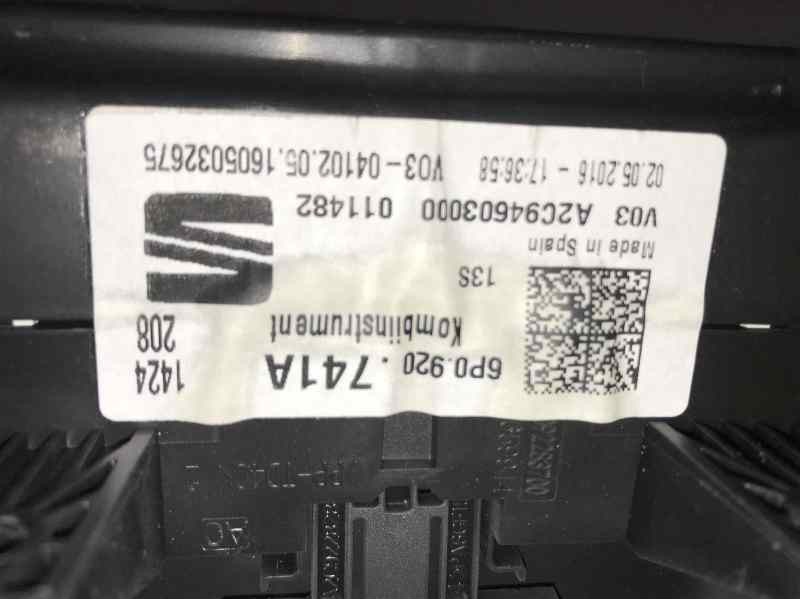 6P0.920.741A
1424
208
Kombiinstrument
13S
Made in Spain
V03 A2C94603000 011482
02.05.2016 - 17:36:58 V03-04102.05.1605032675